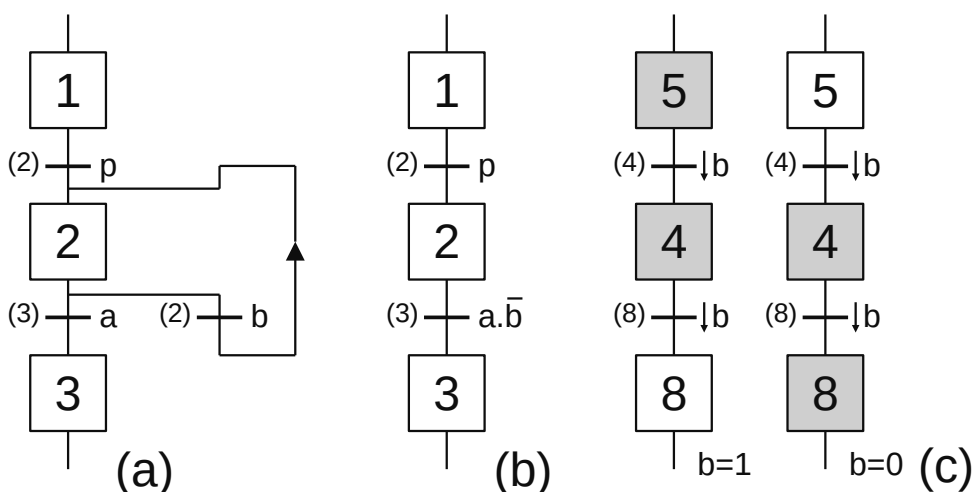 1 1 5 5
(2) p (2) p (4) ↓b (4) ↓b
2 2 4 4
(3) a (2) b (3) a.b̅ (8) ↓b (8) ↓b
3 3 8 8
(a) (b) b=1 b=0 (c)